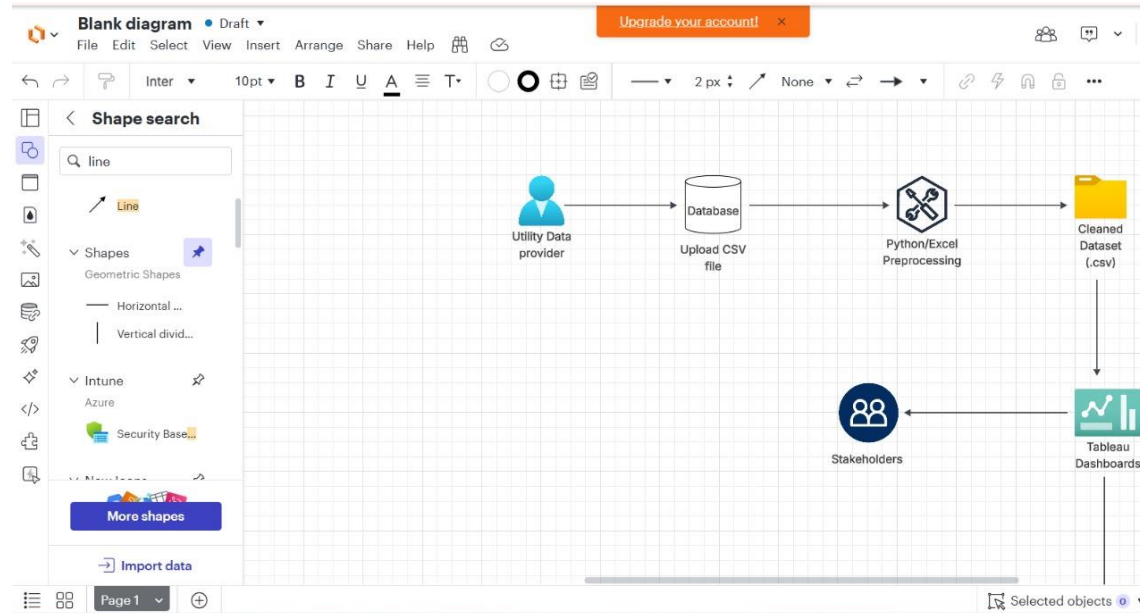 Blank diagram • Draft
Upgrade your account! ×
File Edit Select View Insert Arrange Share Help
Inter 10pt B I U A T 2 px None
Shape search
line
Line
Shapes
Geometric Shapes
Horizontal ...
Vertical divid...
Intune
Azure
Security Base...
More shapes
Import data
Utility Data
provider
Database
Upload CSV
file
Python/Excel
Preprocessing
Cleaned
Dataset
(.csv)
Stakeholders
Tableau
Dashboards
Page 1
Selected objects 0